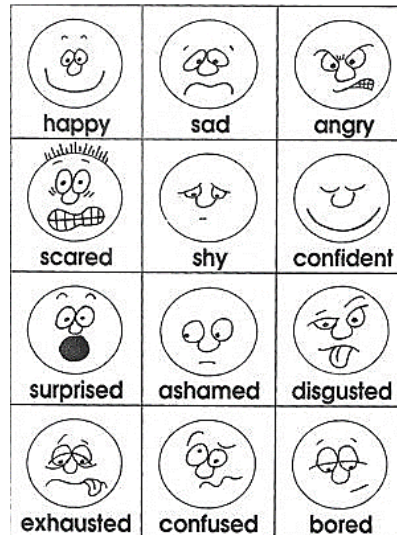 happy sad angry
scared shy confident
surprised ashamed disgusted
exhausted confused bored